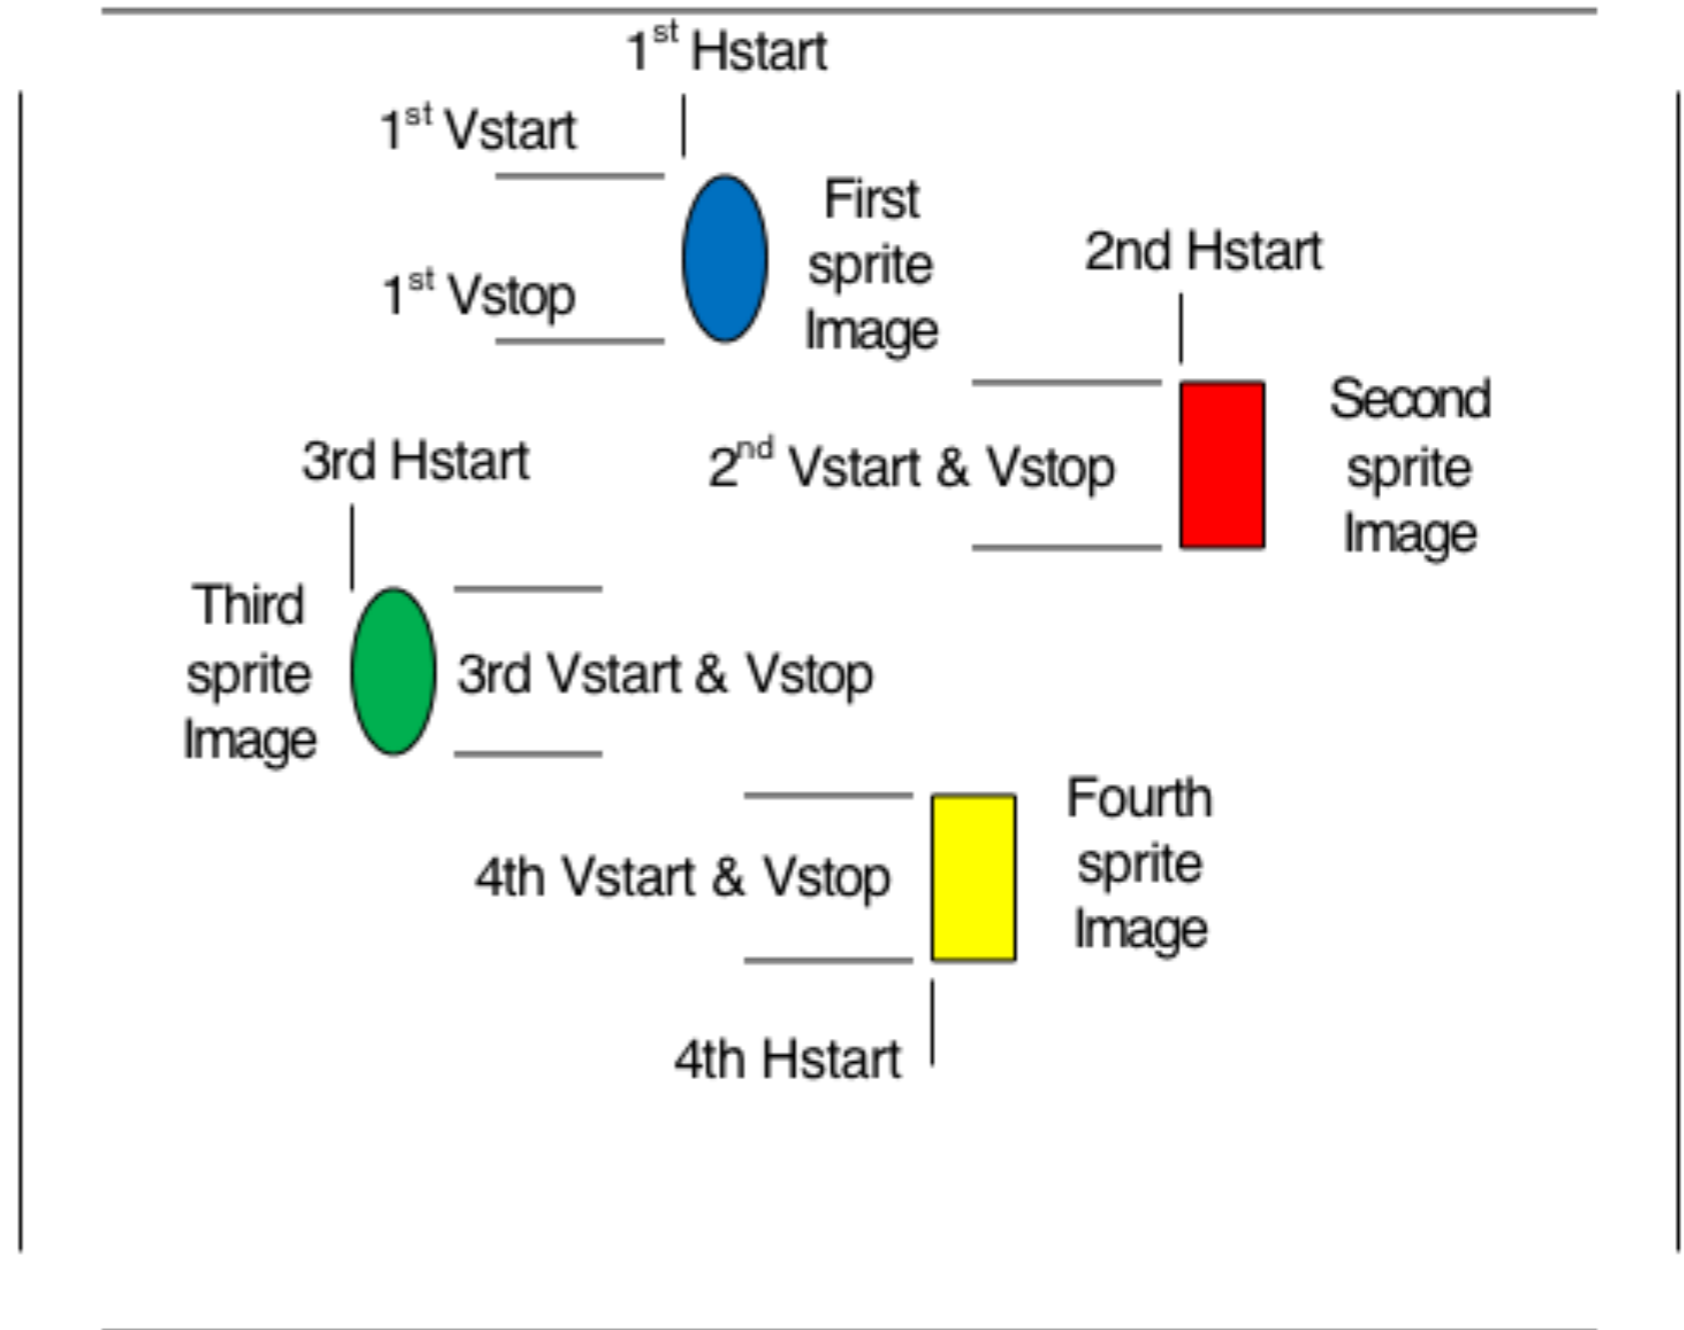 1st Hstart
1st Vstart
First
sprite
Image
1st Vstop
2nd Hstart
Second
sprite
Image
2nd Vstart & Vstop
3rd Hstart
Third
sprite
Image
3rd Vstart & Vstop
Fourth
sprite
Image
4th Vstart & Vstop
4th Hstart